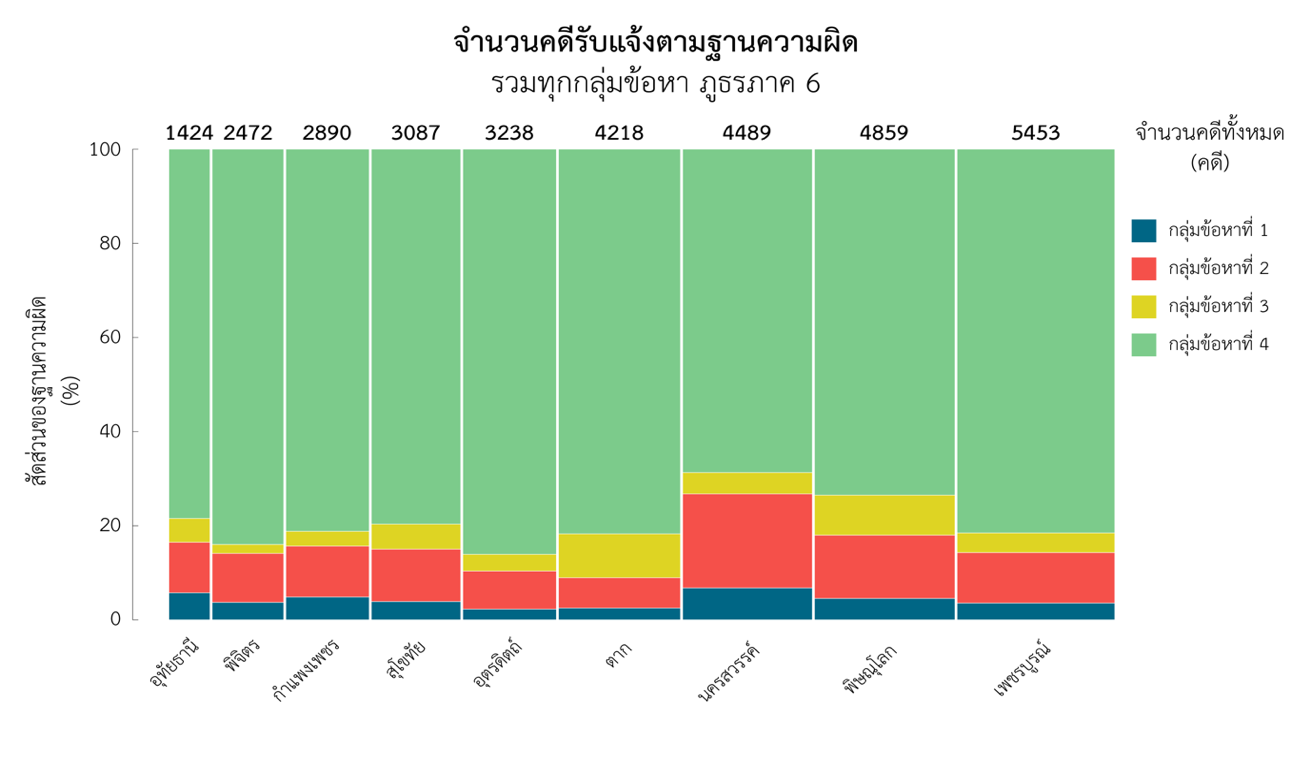 จำนวนคดีรับแจ้งตามฐานความผิด
รวมทุกกลุ่มข้อหา ภูธรภาค 6
1424 2472 2890 3087 3238 4218 4489 4859 5453
จำนวนคดีทั้งหมด
(คดี)
100
80
60
40
20
0
สัดส่วนของฐานความผิด
(%)
กลุ่มข้อหาที่ 1
กลุ่มข้อหาที่ 2
กลุ่มข้อหาที่ 3
กลุ่มข้อหาที่ 4
อุทัยธานี พิจิตร กำแพงเพชร สุโขทัย อุตรดิตถ์ ตาก นครสวรรค์ พิษณุโลก เพชรบูรณ์